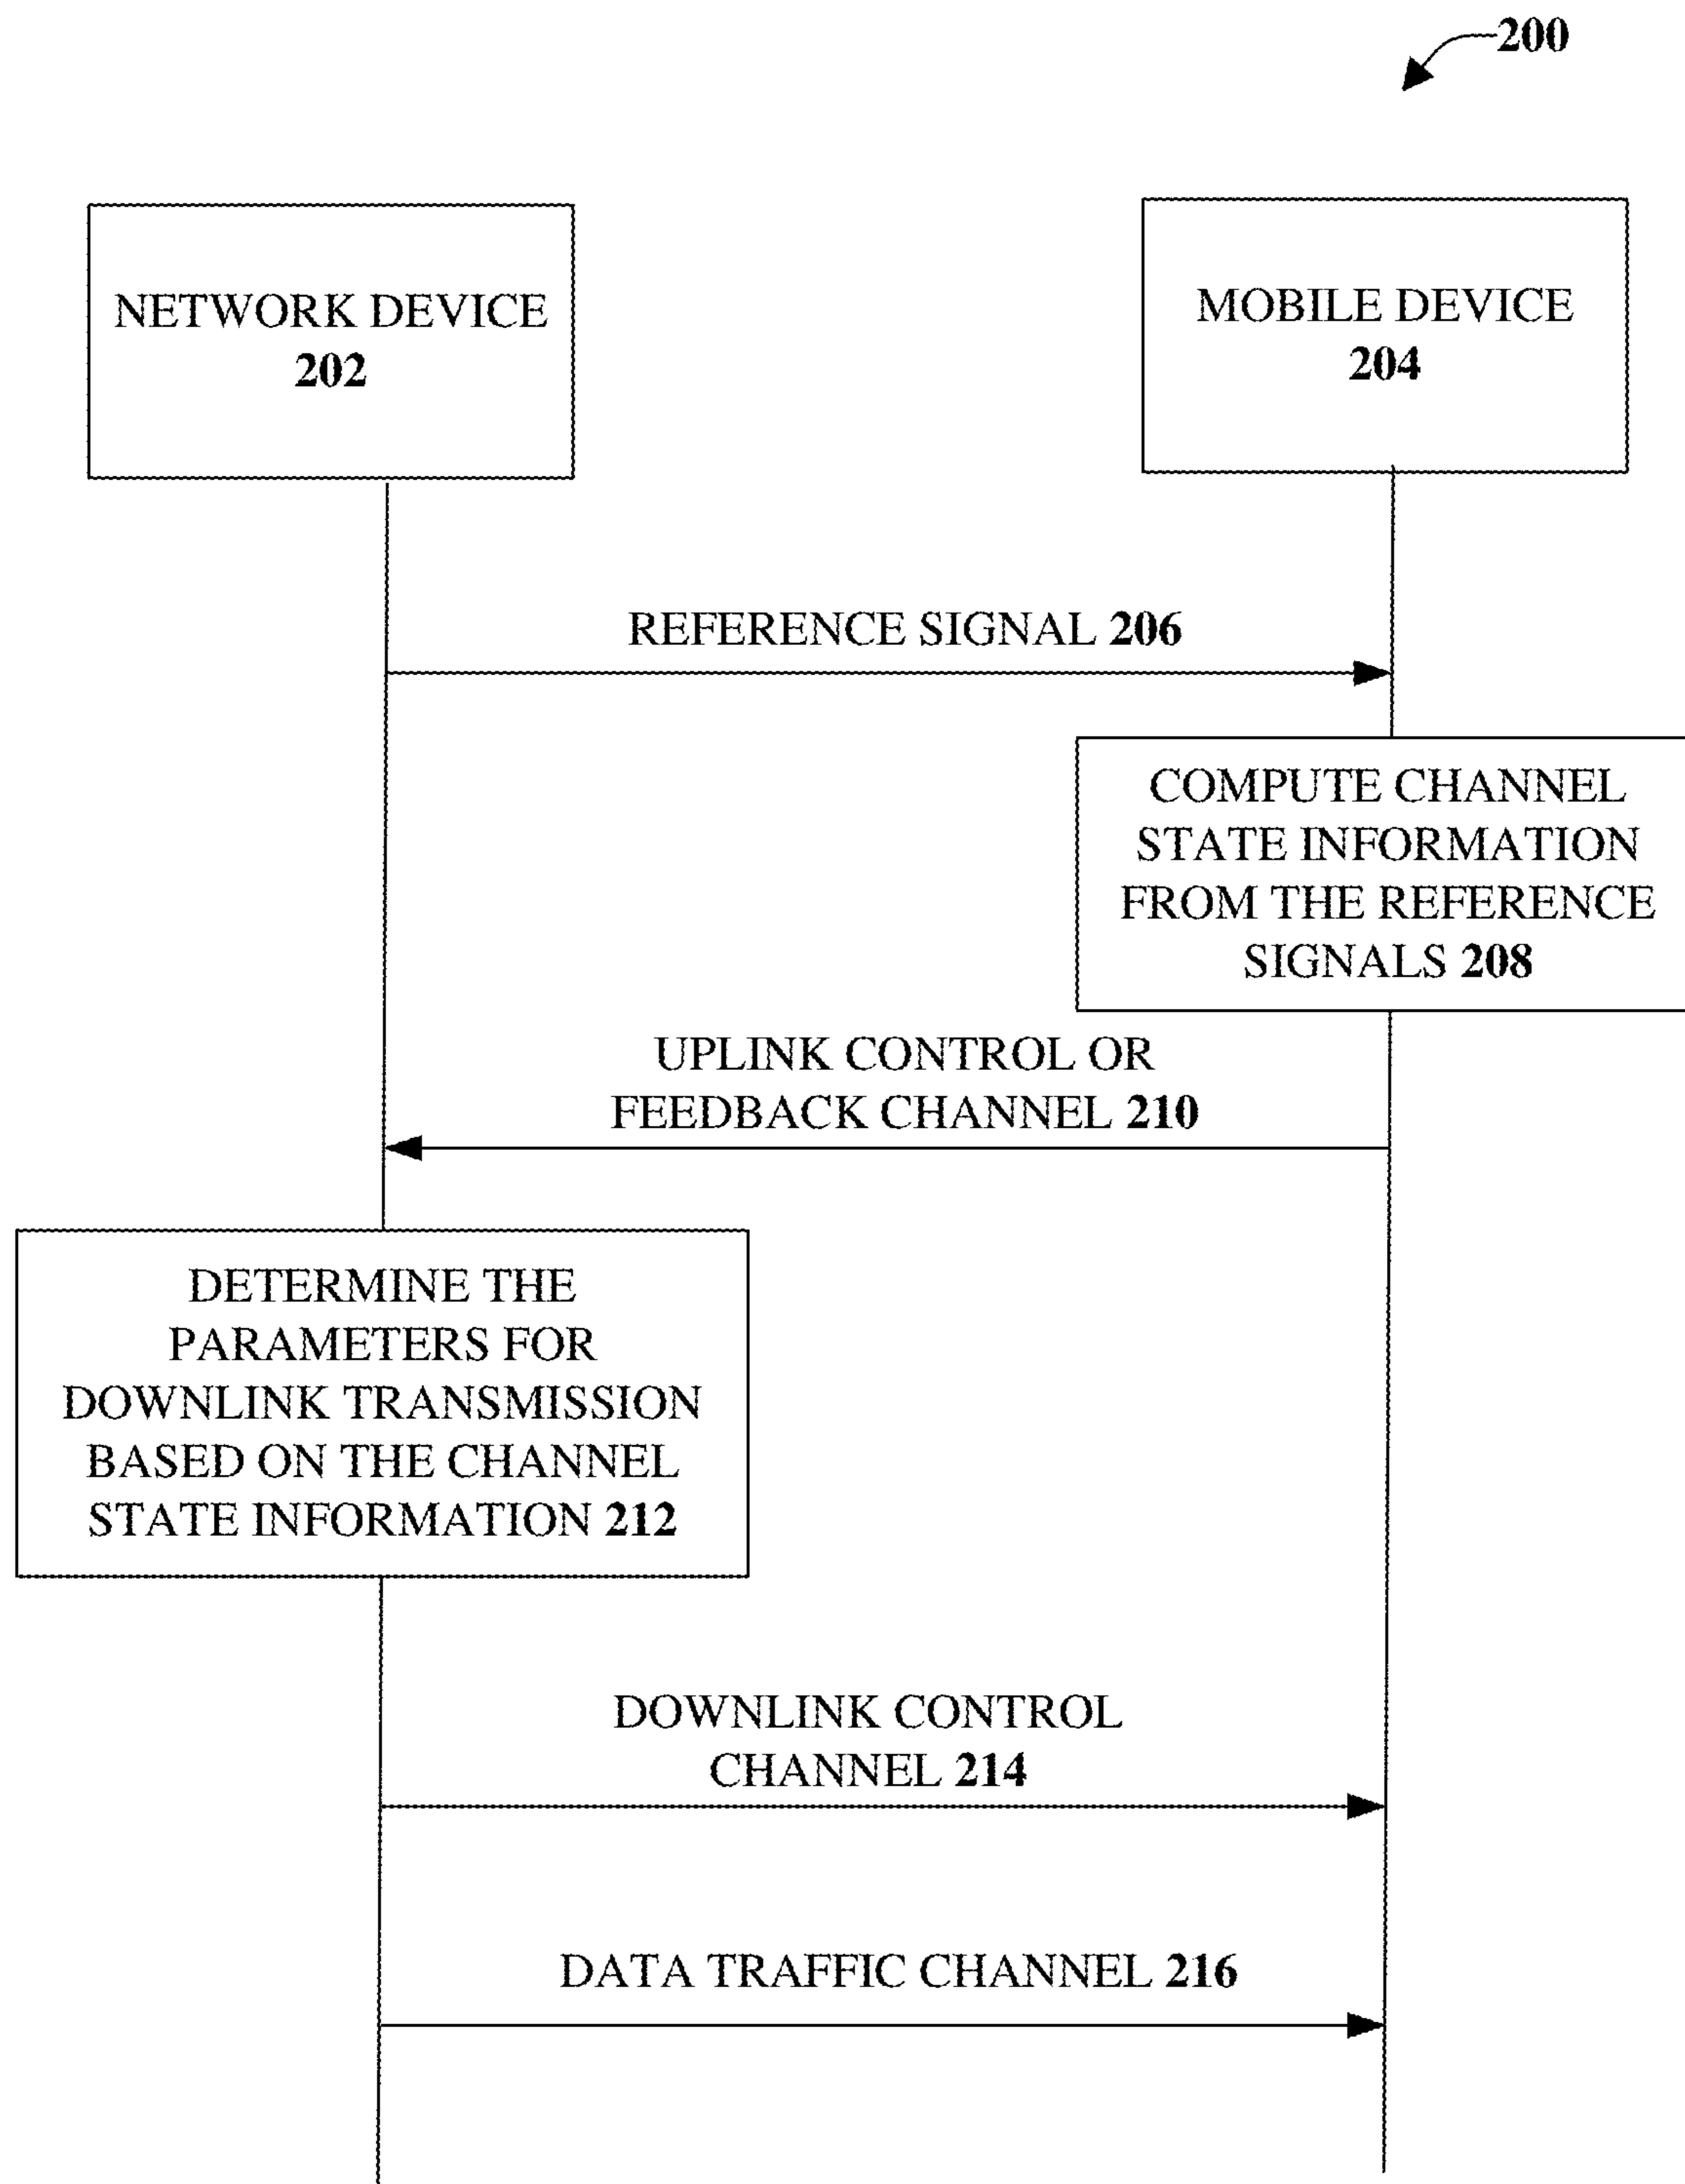 200
NETWORK DEVICE
202
MOBILE DEVICE
204
REFERENCE SIGNAL 206
COMPUTE CHANNEL
STATE INFORMATION
FROM THE REFERENCE
SIGNALS 208
UPLINK CONTROL OR
FEEDBACK CHANNEL 210
DETERMINE THE
PARAMETERS FOR
DOWNLINK TRANSMISSION
BASED ON THE CHANNEL
STATE INFORMATION 212
DOWNLINK CONTROL
CHANNEL 214
DATA TRAFFIC CHANNEL 216